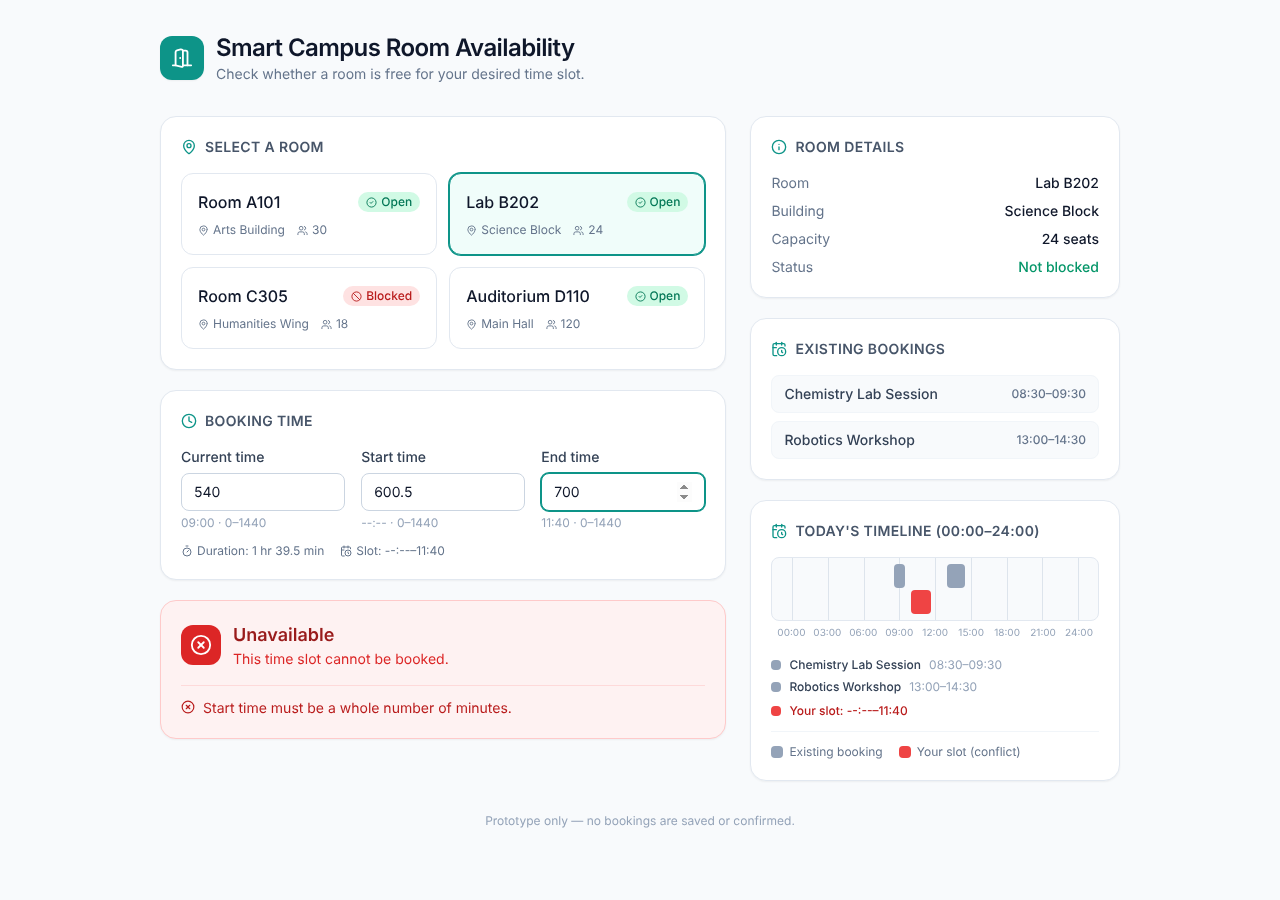 Smart Campus Room Availability
Check whether a room is free for your desired time slot.
SELECT A ROOM
Room A101
Open
Arts Building
30
Lab B202
Open
Science Block
24
Room C305
Blocked
Humanities Wing
18
Auditorium D110
Open
Main Hall
120
BOOKING TIME
Current time
Start time
End time
540
600.5
700
09:00 · 0–1440
--:-- · 0–1440
11:40 · 0–1440
Duration: 1 hr 39.5 min
Slot: --:--–11:40
Unavailable
This time slot cannot be booked.
Start time must be a whole number of minutes.
ROOM DETAILS
Room
Lab B202
Building
Science Block
Capacity
24 seats
Status
Not blocked
EXISTING BOOKINGS
Chemistry Lab Session
08:30–09:30
Robotics Workshop
13:00–14:30
TODAY'S TIMELINE (00:00–24:00)
00:00 03:00 06:00 09:00 12:00 15:00 18:00 21:00 24:00
Chemistry Lab Session 08:30–09:30
Robotics Workshop 13:00–14:30
Your slot: --:--–11:40
Existing booking
Your slot (conflict)
Prototype only — no bookings are saved or confirmed.